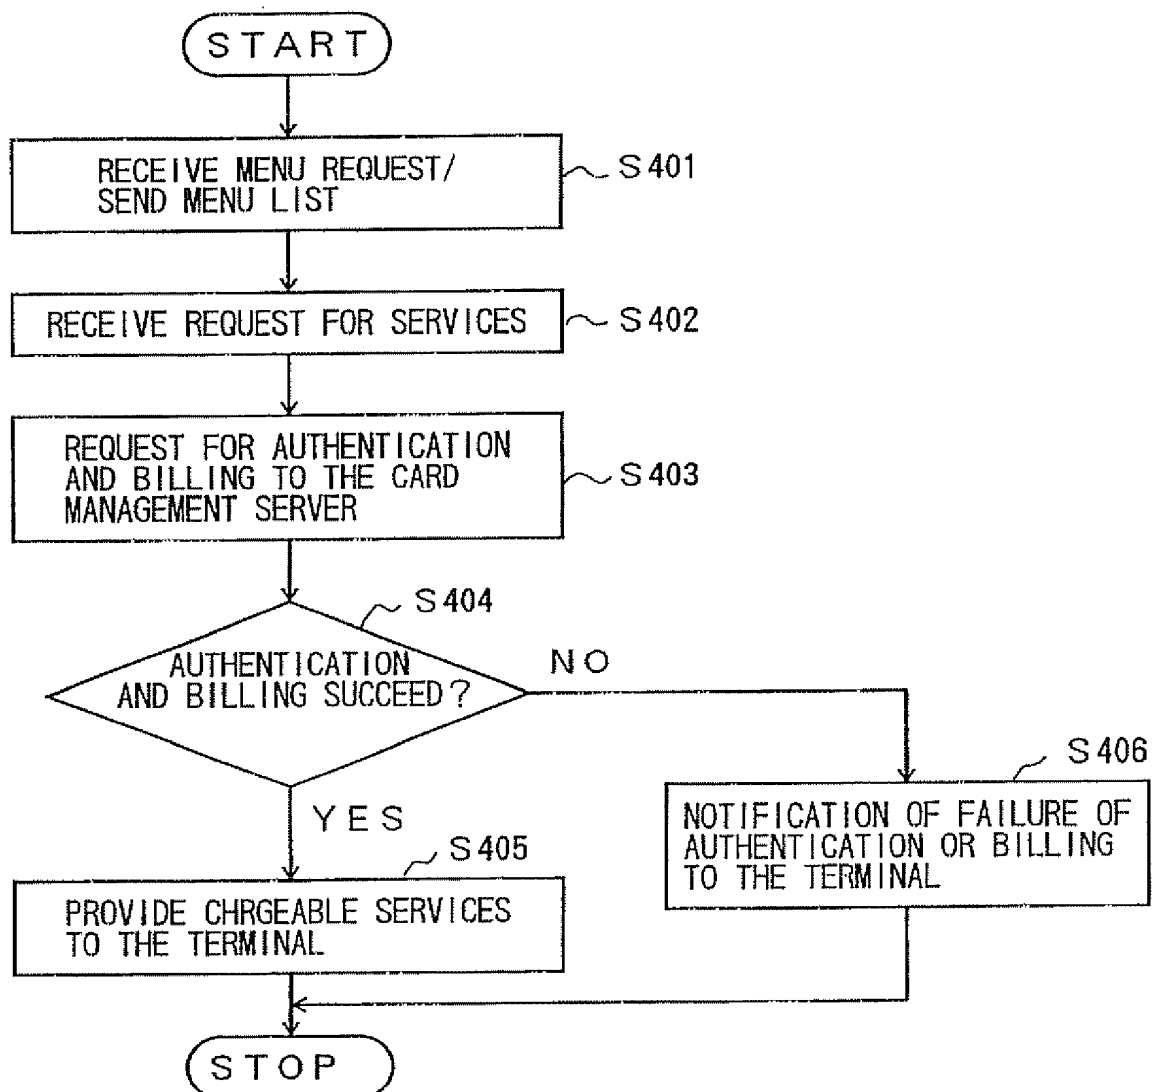 START
RECEIVE MENU REQUEST/
SEND MENU LIST
S401
RECEIVE REQUEST FOR SERVICES
S402
REQUEST FOR AUTHENTICATION
AND BILLING TO THE CARD
MANAGEMENT SERVER
S403
S404
AUTHENTICATION
AND BILLING SUCCEED?
NO
YES
S406
NOTIFICATION OF FAILURE OF
AUTHENTICATION OR BILLING
TO THE TERMINAL
S405
PROVIDE CHRGEABLE SERVICES
TO THE TERMINAL
STOP